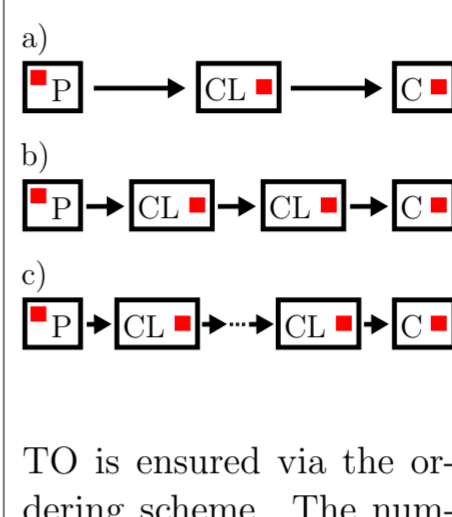 a)
P CL C
b)
P CL CL C
c)
P CL ... CL C
TO is ensured via the or-
dering scheme. The num-